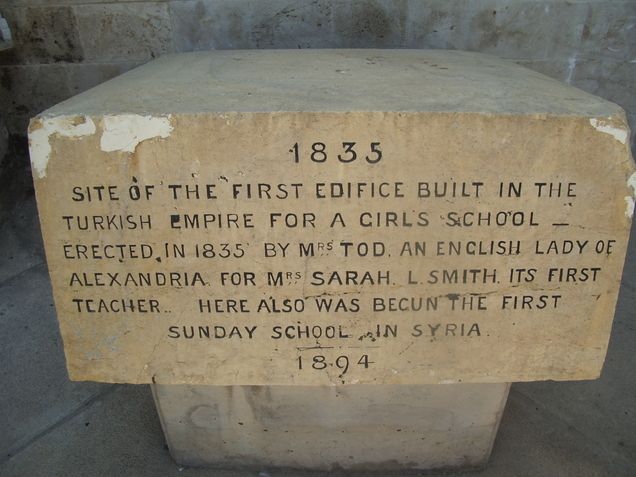 1835
SITE OF THE FIRST EDIFICE BUILT IN THE
TURKISH EMPIRE FOR A GIRLS SCHOOL —
ERECTED IN 1835 BY MRS TOD, AN ENGLISH LADY OF
ALEXANDRIA. FOR MRS SARAH. L. SMITH. ITS FIRST
TEACHER.. HERE ALSO WAS BEGUN THE FIRST
SUNDAY SCHOOL IN SYRIA.
1894